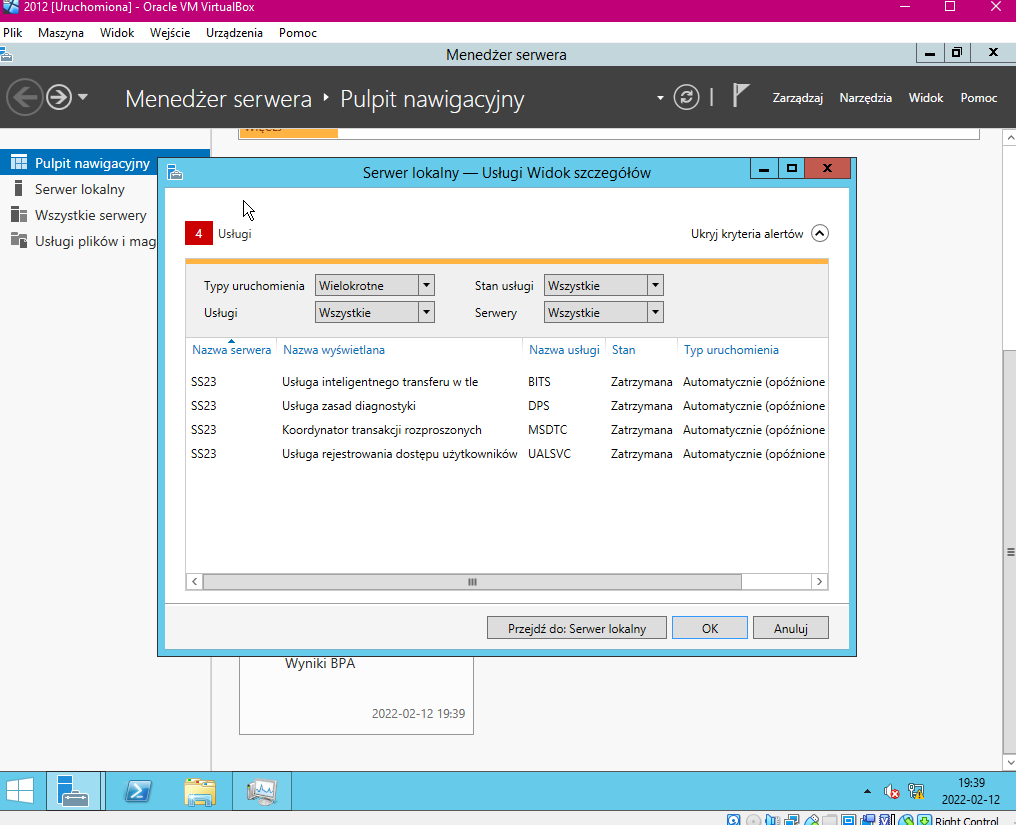 2012 [Uruchomiona] - Oracle VM VirtualBox
Plik Maszyna Widok Wejście Urządzenia Pomoc
Menedżer serwera
Menedżer serwera Pulpit nawigacyjny Zarządzaj Narzędzia Widok Pomoc
Pulpit nawigacyjny
Serwer lokalny
Wszystkie serwery
Usługi plików i mag
Serwer lokalny — Usługi Widok szczegółów
4 Usługi Ukryj kryteria alertów
Typy uruchomienia Wielokrotne Stan usługi Wszystkie
Usługi Wszystkie Serwery Wszystkie
Nazwa serwera Nazwa wyświetlana Nazwa usługi Stan Typ uruchomienia
SS23 Usługa inteligentnego transferu w tle BITS Zatrzymana Automatycznie (opóźnione
SS23 Usługa zasad diagnostyki DPS Zatrzymana Automatycznie (opóźnione
SS23 Koordynator transakcji rozproszonych MSDTC Zatrzymana Automatycznie (opóźnione
SS23 Usługa rejestrowania dostępu użytkowników UALSVC Zatrzymana Automatycznie (opóźnione
Przejdź do: Serwer lokalny OK Anuluj
Wyniki BPA
2022-02-12 19:39
19:39
2022-02-12
Right Control